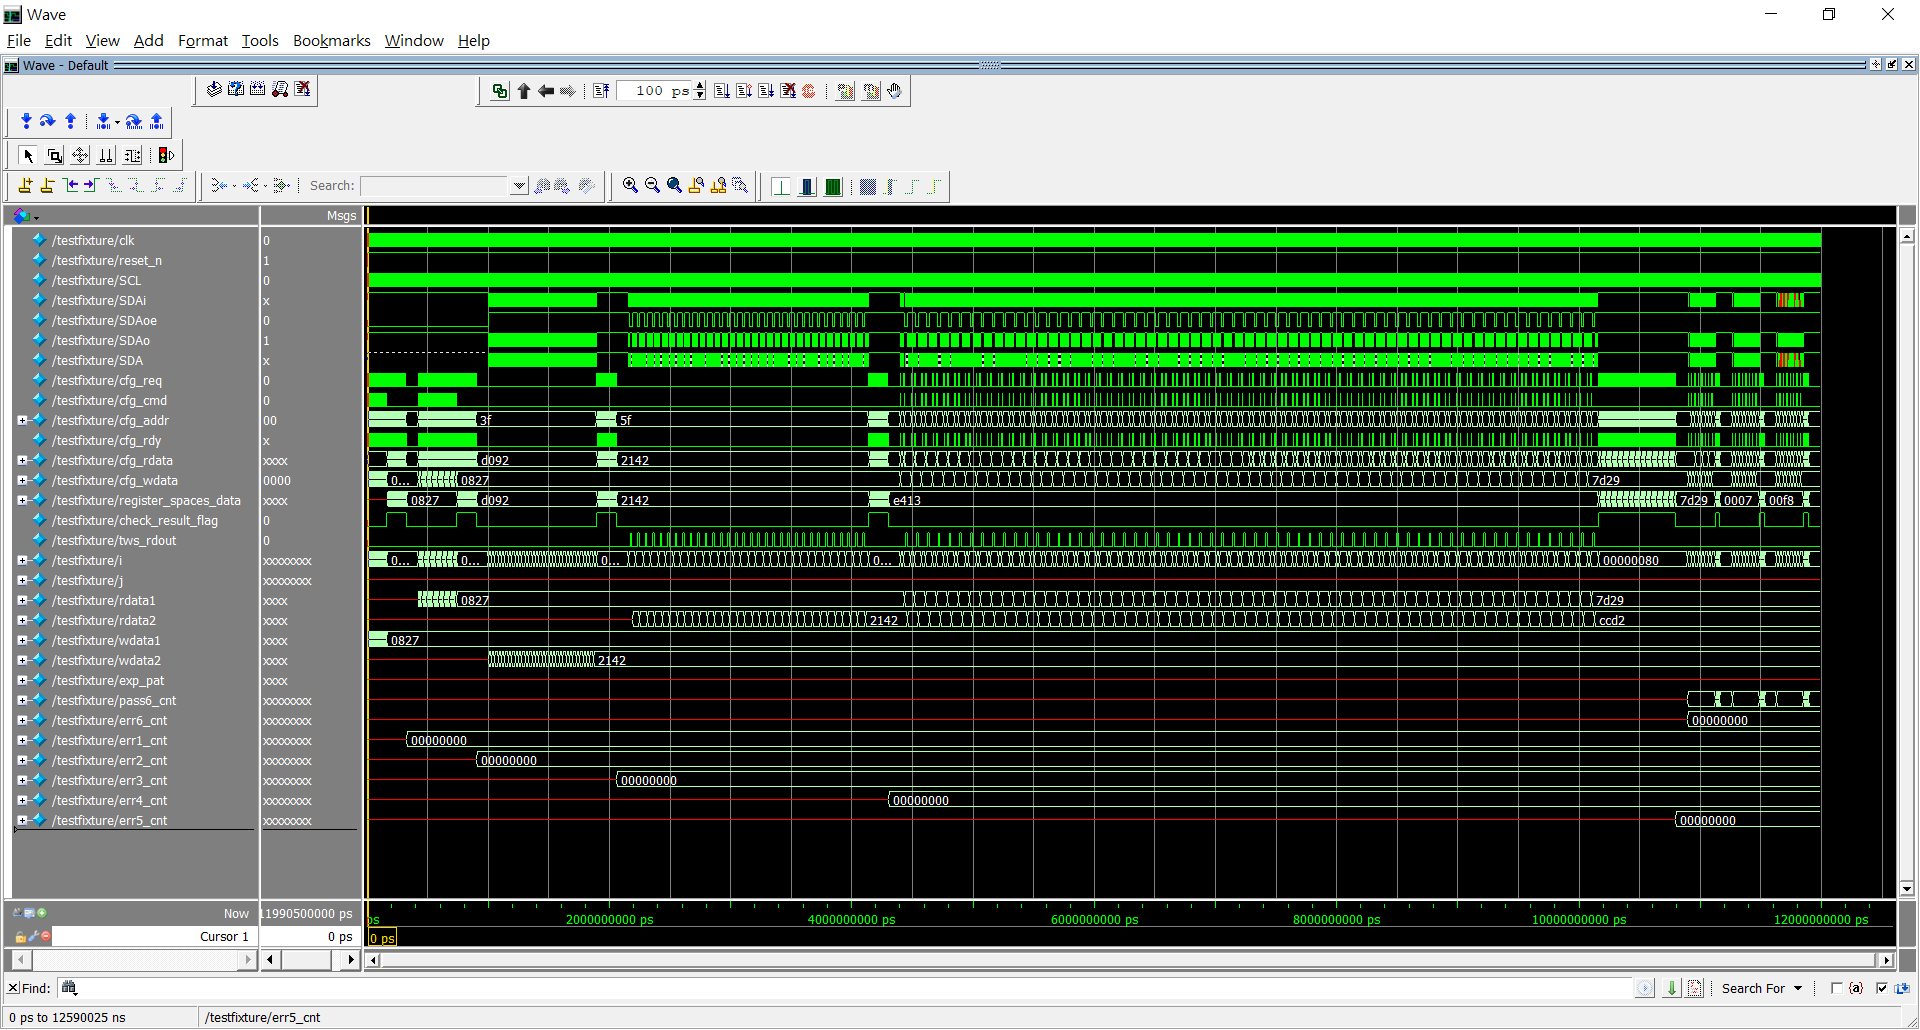 Wave
File Edit View Add Format Tools Bookmarks Window Help
Wave - Default
100 ps
Search:
Msgs
/testfixture/clk 0
/testfixture/reset_n 1
/testfixture/SCL 0
/testfixture/SDAi x
/testfixture/SDAoe 0
/testfixture/SDAo 1
/testfixture/SDA x
/testfixture/cfg_req 0
/testfixture/cfg_cmd 0
/testfixture/cfg_addr 00 3f 5f
/testfixture/cfg_rdy x
/testfixture/cfg_rdata xxxx d092 2142
/testfixture/cfg_wdata 0000 0... 0827 7d29
/testfixture/register_spaces_data xxxx 0827 d092 2142 e413 7d29 0007 00f8
/testfixture/check_result_flag 0
/testfixture/tws_rdout 0
/testfixture/i xxxxxxxx 0... 0... 0... 0... 00000080
/testfixture/j xxxxxxxx
/testfixture/rdata1 xxxx 0827 7d29
/testfixture/rdata2 xxxx 2142 ccd2
/testfixture/wdata1 xxxx 0827
/testfixture/wdata2 xxxx 2142
/testfixture/exp_pat xxxx
/testfixture/pass6_cnt xxxxxxxx
/testfixture/err6_cnt xxxxxxxx 00000000
/testfixture/err1_cnt xxxxxxxx 00000000
/testfixture/err2_cnt xxxxxxxx 00000000
/testfixture/err3_cnt xxxxxxxx 00000000
/testfixture/err4_cnt xxxxxxxx 00000000
/testfixture/err5_cnt xxxxxxxx 00000000
Now 11990500000 ps ps 2000000000 ps 4000000000 ps 6000000000 ps 8000000000 ps 10000000000 ps 12000000000 ps
Cursor 1 0 ps 0 ps
Find: Search For {a}
0 ps to 12590025 ns /testfixture/err5_cnt